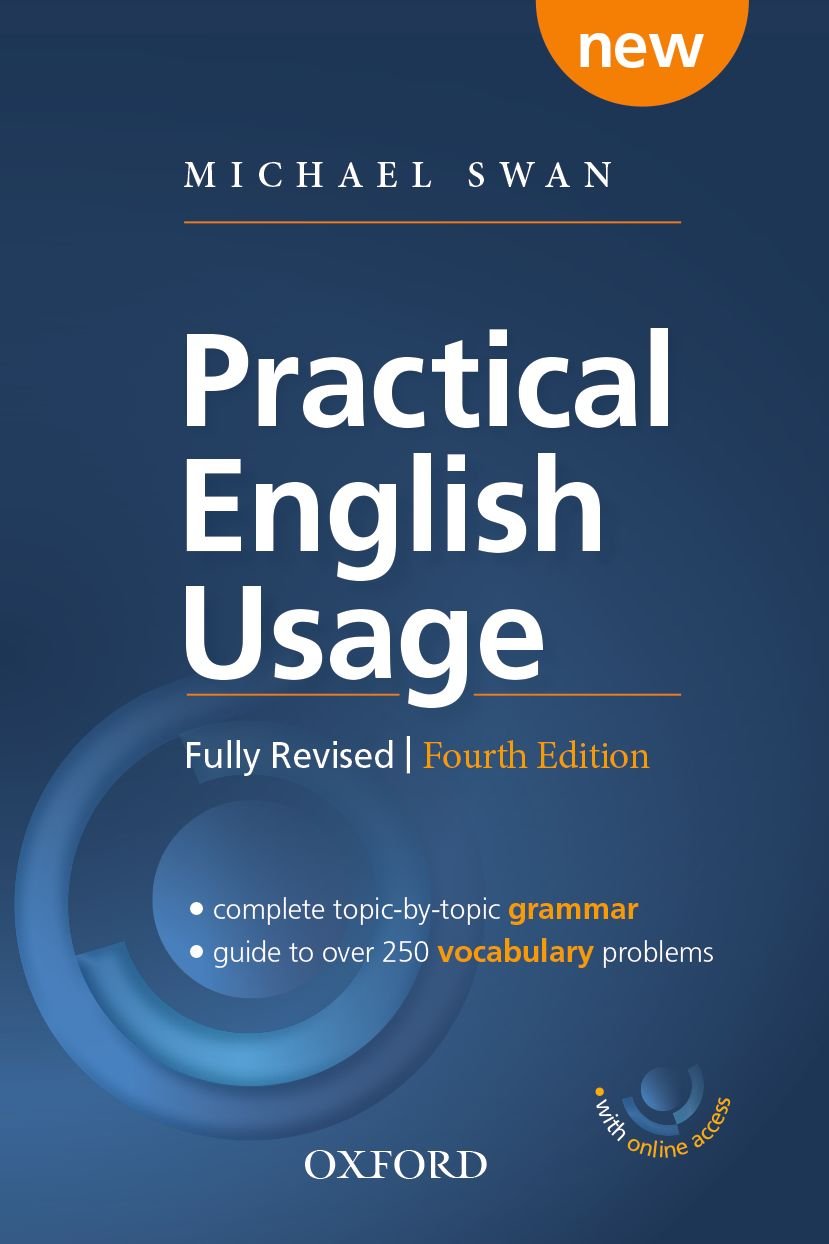 new
MICHAEL SWAN
Practical
English
Usage
Fully Revised | Fourth Edition
• complete topic-by-topic grammar
• guide to over 250 vocabulary problems
• with online access
OXFORD